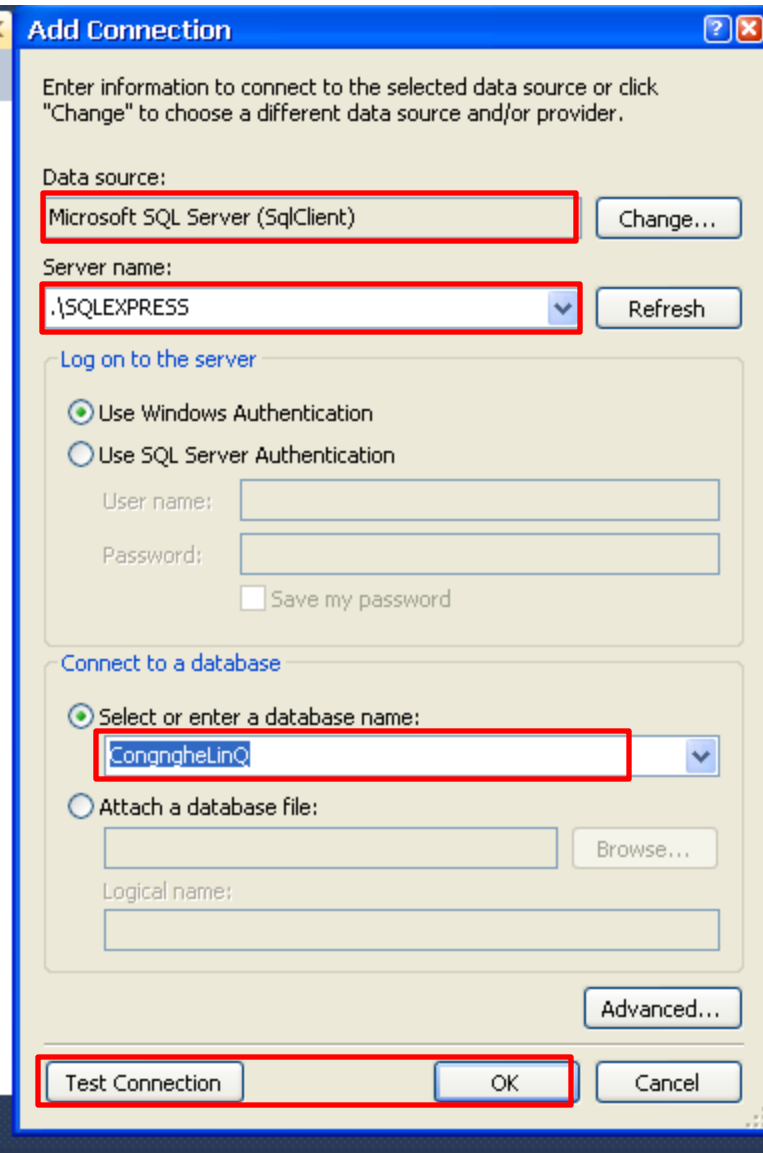 Add Connection
Enter information to connect to the selected data source or click
"Change" to choose a different data source and/or provider.
Data source:
Microsoft SQL Server (SqlClient)
Change...
Server name:
.\SQLEXPRESS
Refresh
Log on to the server
Use Windows Authentication
Use SQL Server Authentication
User name:
Password:
Save my password
Connect to a database
Select or enter a database name:
CongngheLinQ
Attach a database file:
Browse...
Logical name:
Advanced...
Test Connection
OK
Cancel